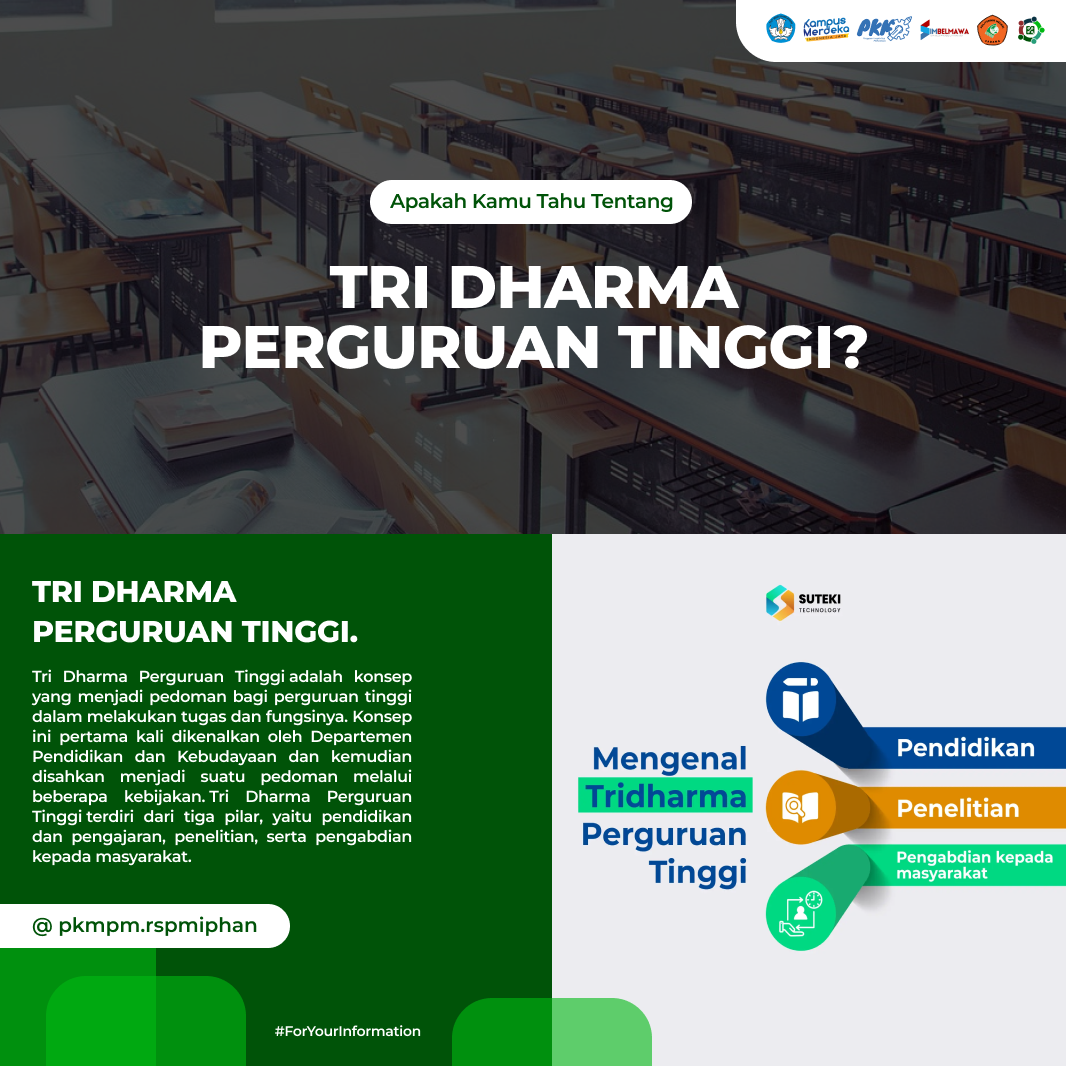 Kampus
Merdeka
INDONESIA JAYA
PKK
SIMBELMAWA
Apakah Kamu Tahu Tentang
TRI DHARMA
PERGURUAN TINGGI?
TRI DHARMA
PERGURUAN TINGGI.
Tri Dharma Perguruan Tinggi adalah konsep
yang menjadi pedoman bagi perguruan tinggi
dalam melakukan tugas dan fungsinya. Konsep
ini pertama kali dikenalkan oleh Departemen
Pendidikan dan Kebudayaan dan kemudian
disahkan menjadi suatu pedoman melalui
beberapa kebijakan. Tri Dharma Perguruan
Tinggi terdiri dari tiga pilar, yaitu pendidikan
dan pengajaran, penelitian, serta pengabdian
kepada masyarakat.
@ pkmpm.rspmiphan
#ForYourInformation
SUTEKI
TECHNOLOGY
Mengenal
Tridharma
Perguruan
Tinggi
Pendidikan
Penelitian
Pengabdian kepada
masyarakat